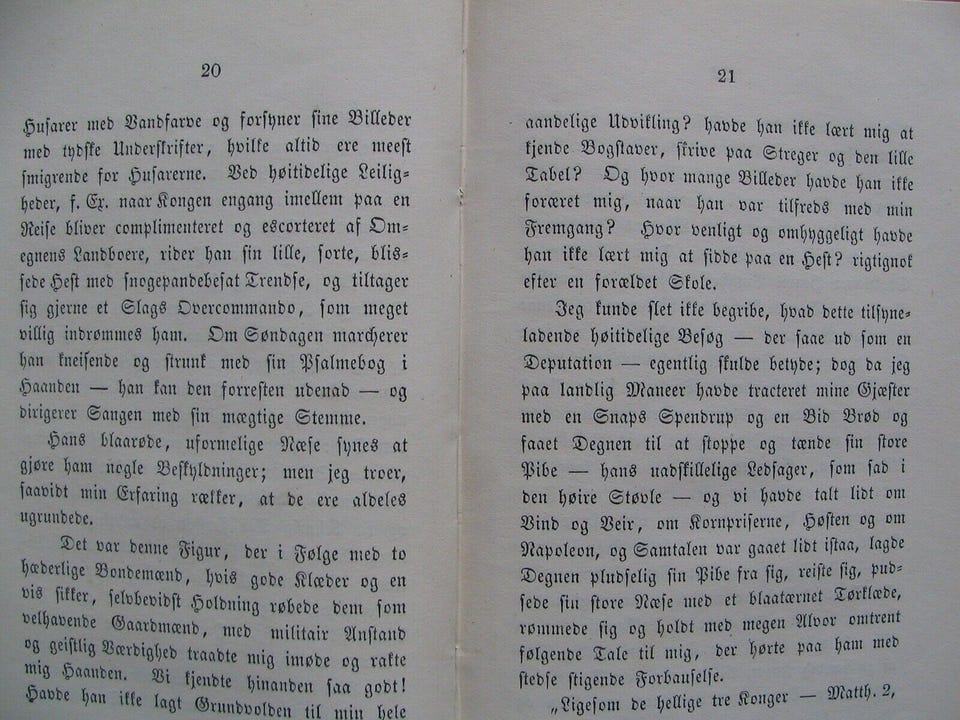 20
Husarer med Vandfarve og forsyner sine Billeder
med tydske Underskrifter, hvilke altid ere meest
smigrende for Husarerne. Ved høitidelige Leilig=
heder, f. Ex. naar Kongen engang imellem paa en
Reise bliver complimenteret og escorteret af Om=
egnens Landboere, rider han sin lille, sorte, blis=
sede Hest med snogepandebesat Trendse, og tiltager
sig gjerne et Slags Overcommando, som meget
villig indrømmes ham. Om Søndagen marcherer
han kneisende og strunk med sin Psalmebog i
Haanden — han kan den forresten udenad — og
dirigerer Sangen med sin mægtige Stemme.
Hans blaarøde, uformelige Næse synes at
gjøre ham nogle Beskyldninger; men jeg troer,
saavidt min Erfaring rækker, at de ere aldeles
ugrundede.
Det var denne Figur, der i Følge med to
hæderlige Bondemænd, hvis gode Klæder og en
vis sikker, selvbevidst Holdning røbede dem som
velhavende Gaardmænd, med militair Anstand
og geistlig Værdighed traadte mig imøde og rakte
mig Haanden. Vi kjendte hinanden saa godt!
Havde han ikke lagt Grundvolden til min hele
21
aandelige Udvikling? havde han ikke lært mig at
kjende Bogstaver, skrive paa Streger og den lille
Tabel? Og hvor mange Billeder havde han ikke
foræret mig, naar han var tilfreds med min
Fremgang? Hvor venligt og omhyggeligt havde
han ikke lært mig at sidde paa en Hest? rigtignok
efter en forældet Skole.
Jeg kunde slet ikke begribe, hvad dette tilsyne=
ladende høitidelige Besøg — der saae ud som en
Deputation — egentlig skulde betyde; dog da jeg
paa landlig Maneer havde tracteret mine Gjæster
med en Snaps Spendrup og en Bid Brød og
faaet Degnen til at stoppe og tænde sin store
Pibe — hans uadskillelige Ledsager, som sad i
den høire Støvle — og vi havde talt lidt om
Vind og Veir, om Kornpriserne, Høsten og om
Napoleon, og Samtalen var gaaet lidt istaa, lagde
Degnen pludselig sin Pibe fra sig, reiste sig, pud=
sede sin store Næse med et blaatærnet Tørklæde,
rømmede sig og holdt med megen Alvor omtrent
følgende Tale til mig, der hørte paa ham med
stedse stigende Forbauselse.
„Ligesom de hellige tre Konger — Matth. 2,